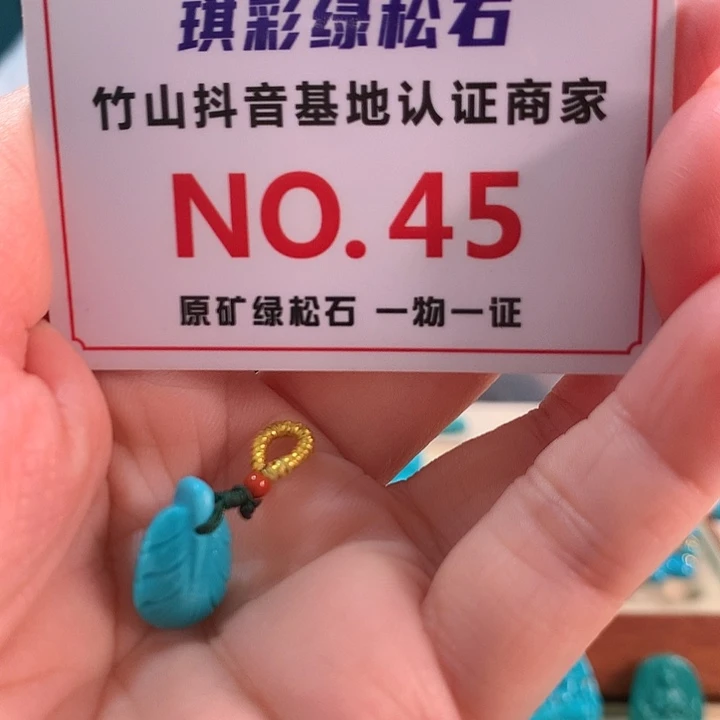 琪彩绿松石
竹山抖音基地认证商家
NO.45
原矿绿松石 一物一证